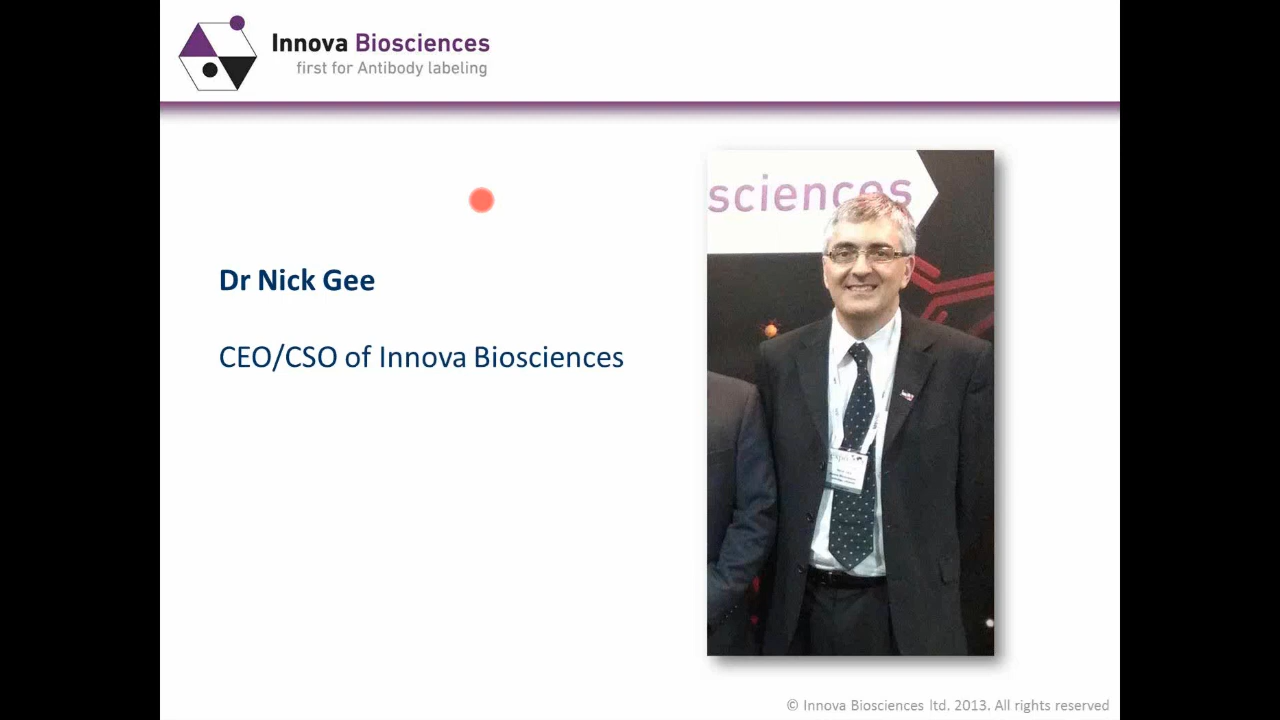 Innova Biosciences
first for Antibody labeling
sciences
Dr Nick Gee
CEO/CSO of Innova Biosciences
© Innova Biosciences ltd. 2013. All rights reserved